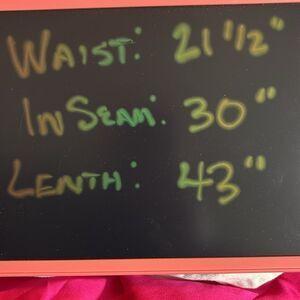 WAIST: 21 1/2"
INSEAM: 30"
LENTH: 43"